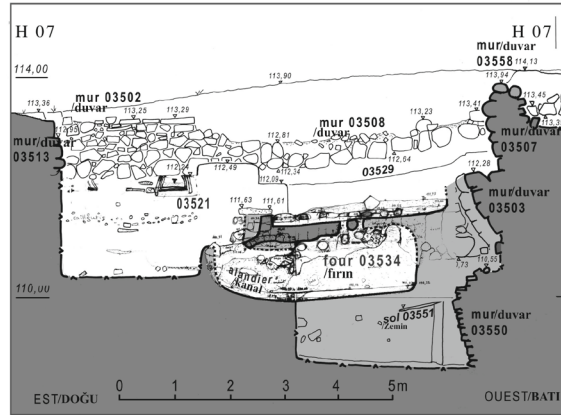 H 07
H 07
mur/duvar
03558
114,13
114,00
113,90
113,94
mur 03502
/duvar
113,36
113,25
113,29
113,23
113,41
113,45
mur/duvar
03513
112,81
mur 03508
/duvar
mur/duvar
03507
112,49
112,34
112,64
03529
112,28
112,09
03521
111,63
111,61
mur/duvar
03503
four 03534
/fırın
alandier
kanal
110,55
110,00
sol 03551
/Zemin
mur/duvar
03550
EST/DOĞU
0
1
2
3
4
5m
OUEST/BATI